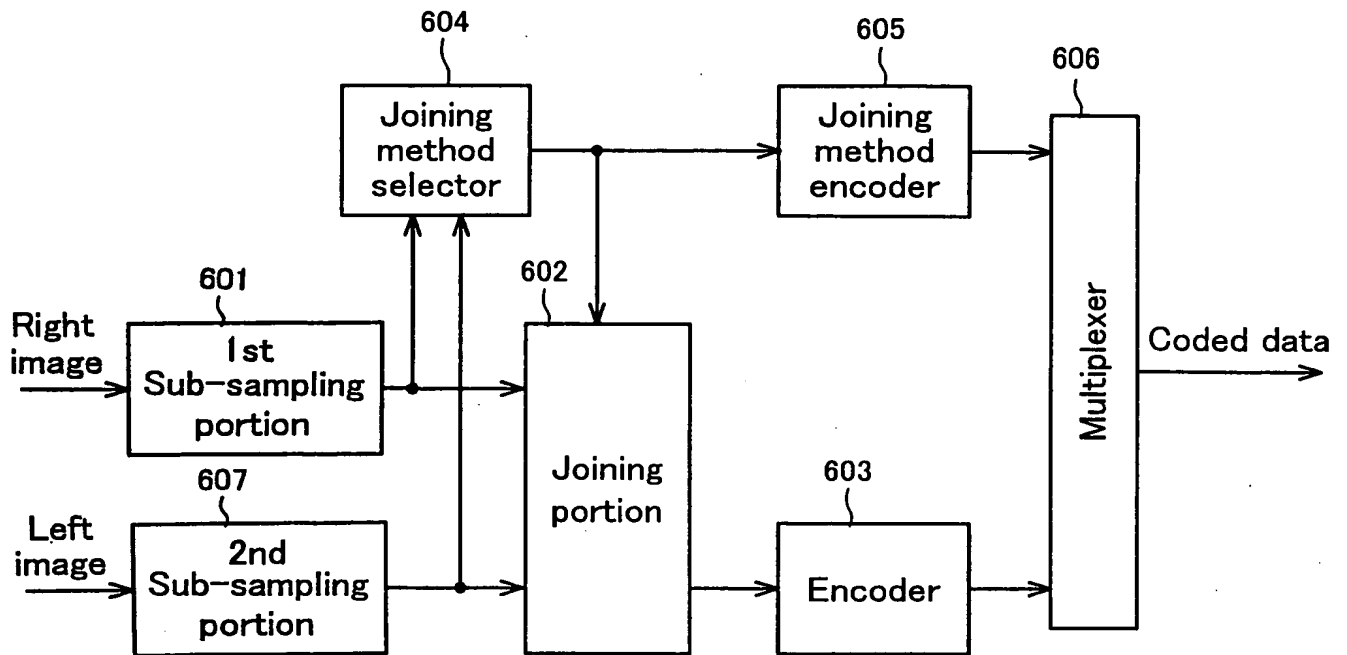 604
Joining
method
selector
605
Joining
method
encoder
606
Multiplexer
Coded data
601
Right
image
1st
Sub-sampling
portion
602
Joining
portion
607
Left
image
2nd
Sub-sampling
portion
603
Encoder